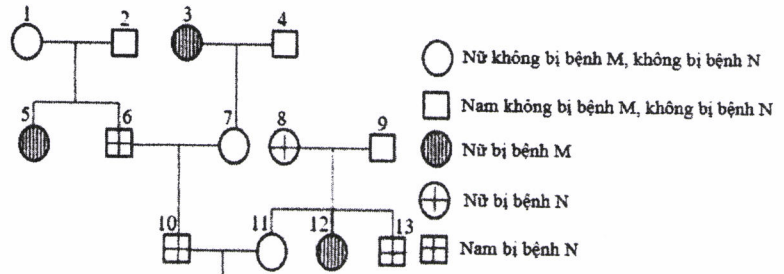 1 2 3 4
5 6 7 8 9
10 11 12 13
Nữ không bị bệnh M, không bị bệnh N
Nam không bị bệnh M, không bị bệnh N
Nữ bị bệnh M
Nữ bị bệnh N
Nam bị bệnh N